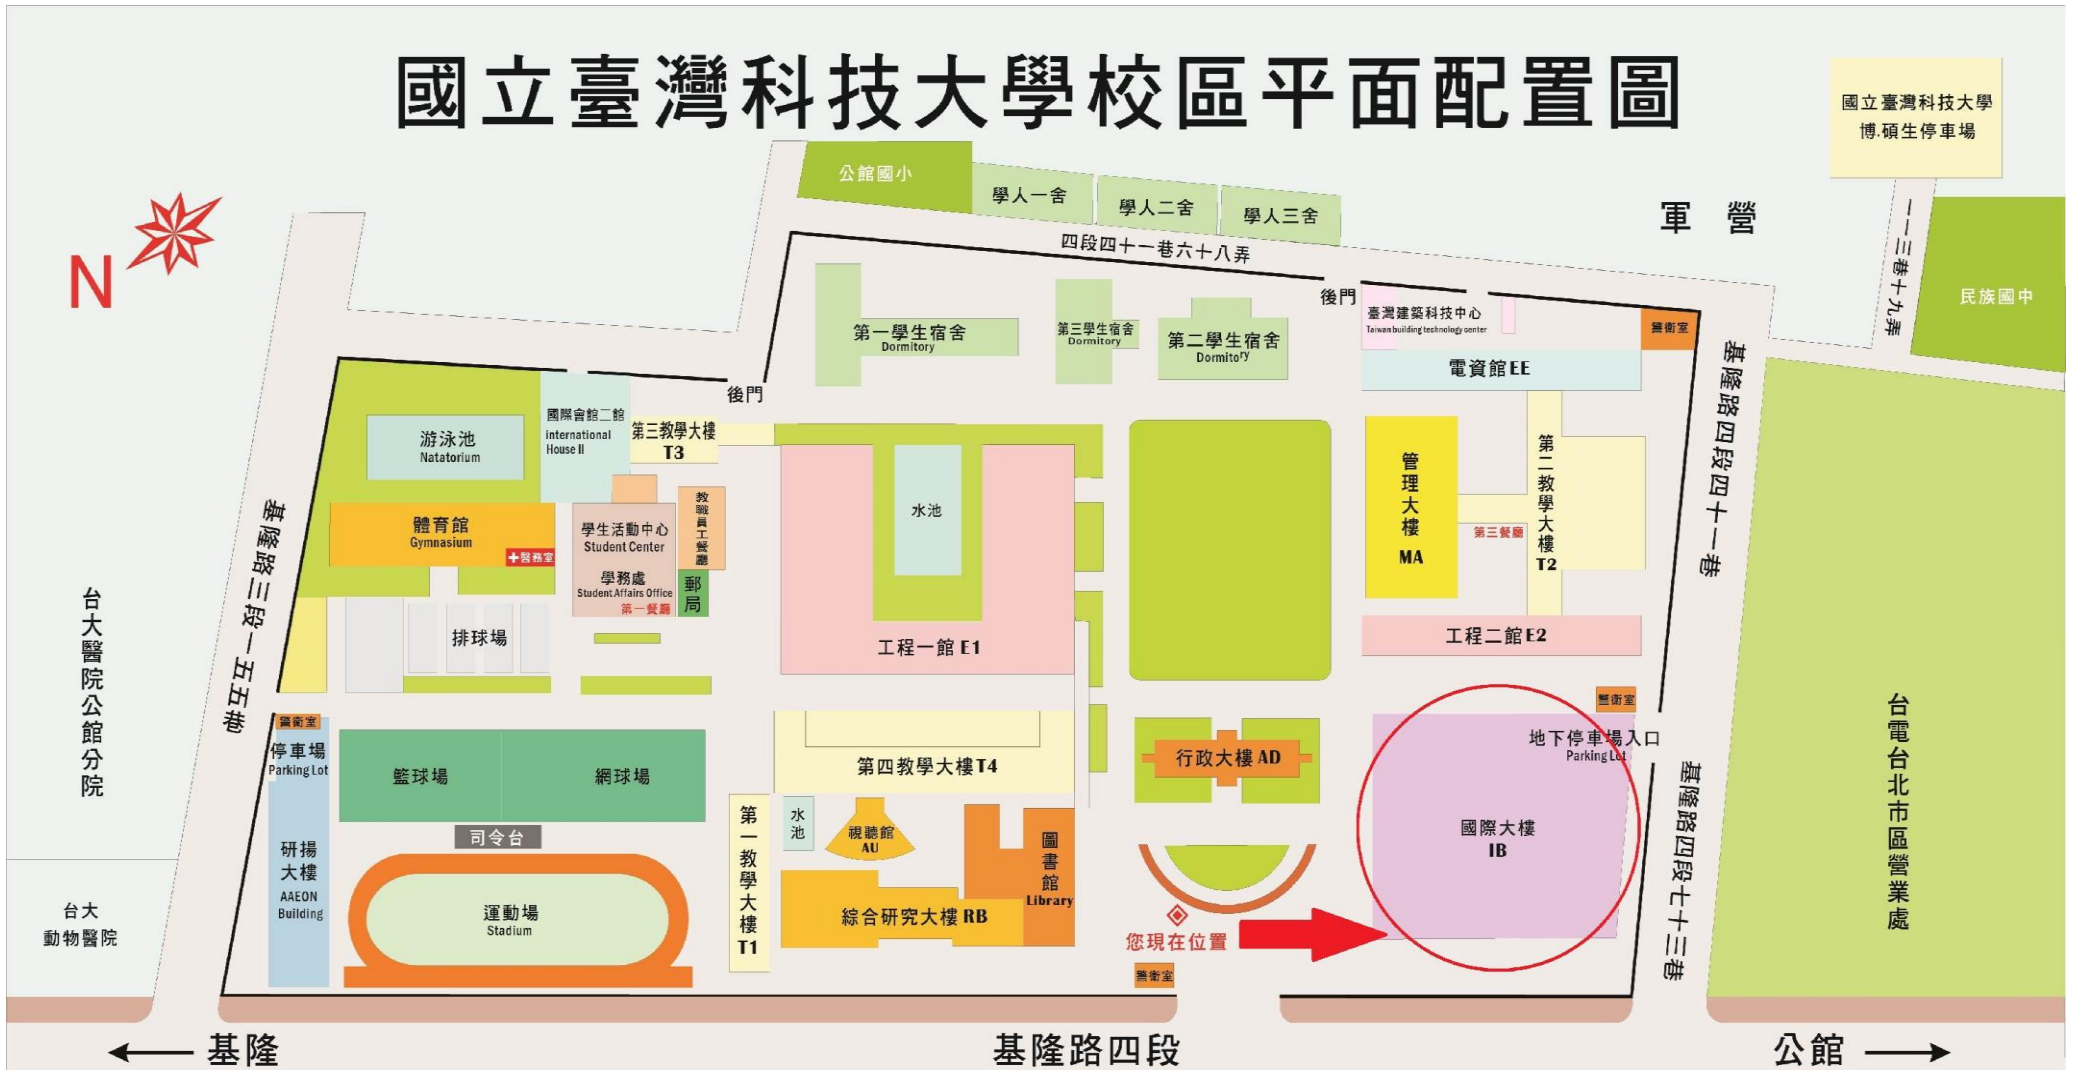 國立臺灣科技大學校區平面配置圖
國立臺灣科技大學
博.碩生停車場
N
公館國小
學人一舍
學人二舍
學人三舍
軍 營
一一三巷十九弄
民族國中
四段四十一巷六十八弄
後門
第一學生宿舍
Dormitory
第三學生宿舍
Dormitory
第二學生宿舍
Dormitory
臺灣建築科技中心
Taiwan building technology center
警衛室
電資館 EE
基隆路四段四十一巷
後門
游泳池
Natatorium
國際會館二館
international
House II
第三教學大樓
T3
水池
管理大樓
MA
第二教學大樓
T2
第三餐廳
體育館
Gymnasium
醫務室
學生活動中心
Student Center
學務處
Student Affairs Office
第一餐廳
教職員工餐廳
郵局
基隆路三段一五五巷
台大醫院公館分院
排球場
工程一館 E1
工程二館 E2
警衛室
停車場
Parking Lot
籃球場
網球場
第四教學大樓 T4
行政大樓 AD
警衛室
地下停車場入口
Parking Lot
國際大樓
IB
台電台北市區營業處
基隆路四段七十三巷
司令台
研揚
大樓
AAEON
Building
運動場
Stadium
第一教學大樓
T1
水池
視聽館
AU
圖書館
Library
綜合研究大樓 RB
您現在位置
警衛室
台大
動物醫院
基隆
基隆路四段
公館